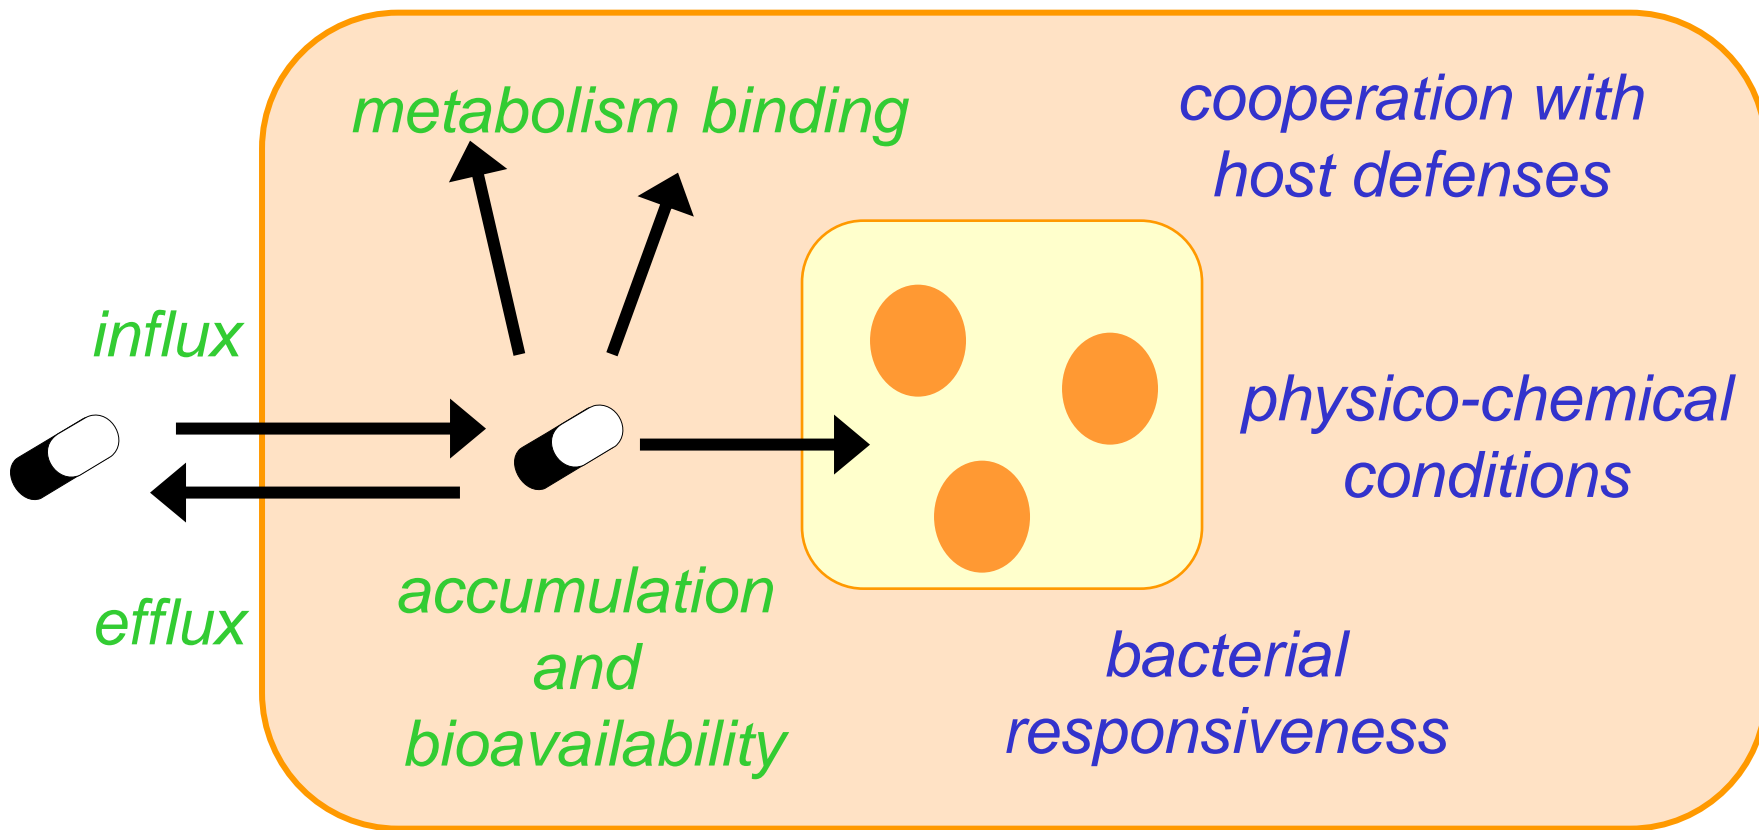 metabolism binding
cooperation with
host defenses
influx
physico-chemical
conditions
efflux
accumulation
and
bioavailability
bacterial
responsiveness